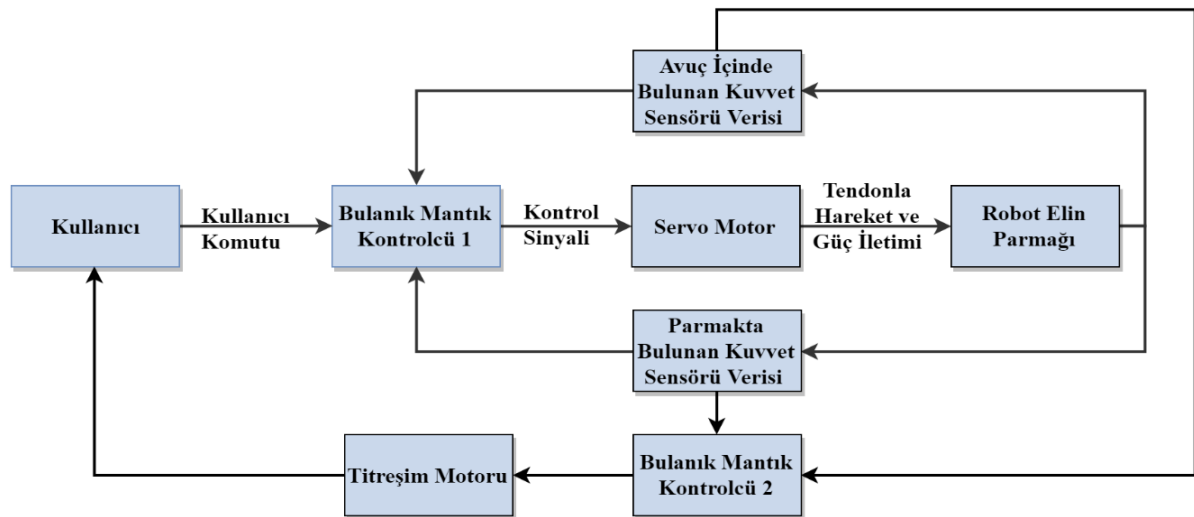 Avuç İçinde
Bulunan Kuvvet
Sensörü Verisi
Kullanıcı
Kullanıcı
Komutu
Bulanık Mantık
Kontrolcü 1
Kontrol
Sinyali
Servo Motor
Tendonla
Hareket ve
Güç İletimi
Robot Elin
Parmağı
Parmakta
Bulunan Kuvvet
Sensörü Verisi
Titreşim Motoru
Bulanık Mantık
Kontrolcü 2